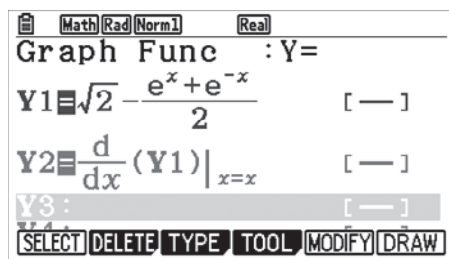 Math Rad Norm1 Real
Graph Func :Y=
Y1=√2 - (e^x+e^-x)/2 [—]
Y2=d/dx(Y1)|x=x [—]
Y3: [—]
SELECT DELETE TYPE TOOL MODIFY DRAW